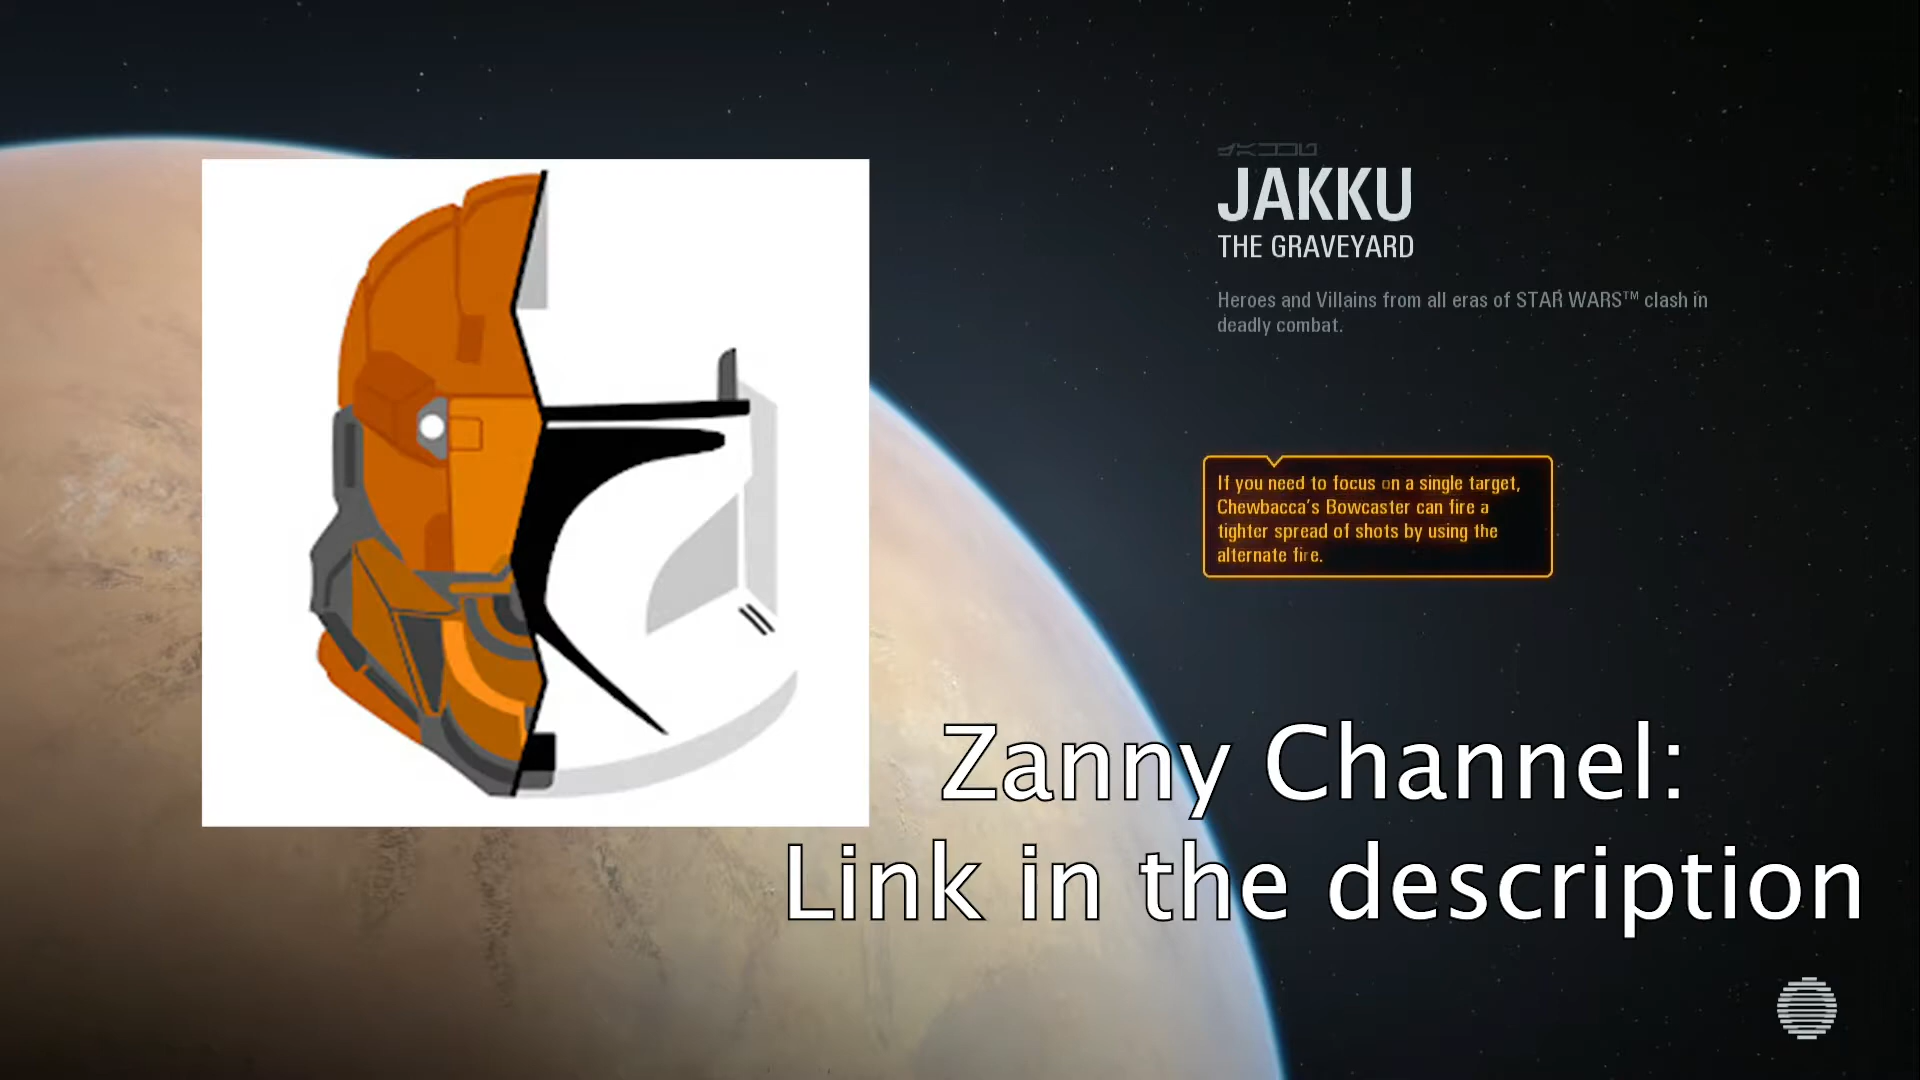 JAKKU
THE GRAVEYARD
Heroes and Villains from all eras of STAR WARS™ clash in
deadly combat.
If you need to focus on a single target,
Chewbacca's Bowcaster can fire a
tighter spread of shots by using the
alternate fire.
Zanny Channel:
Link in the description